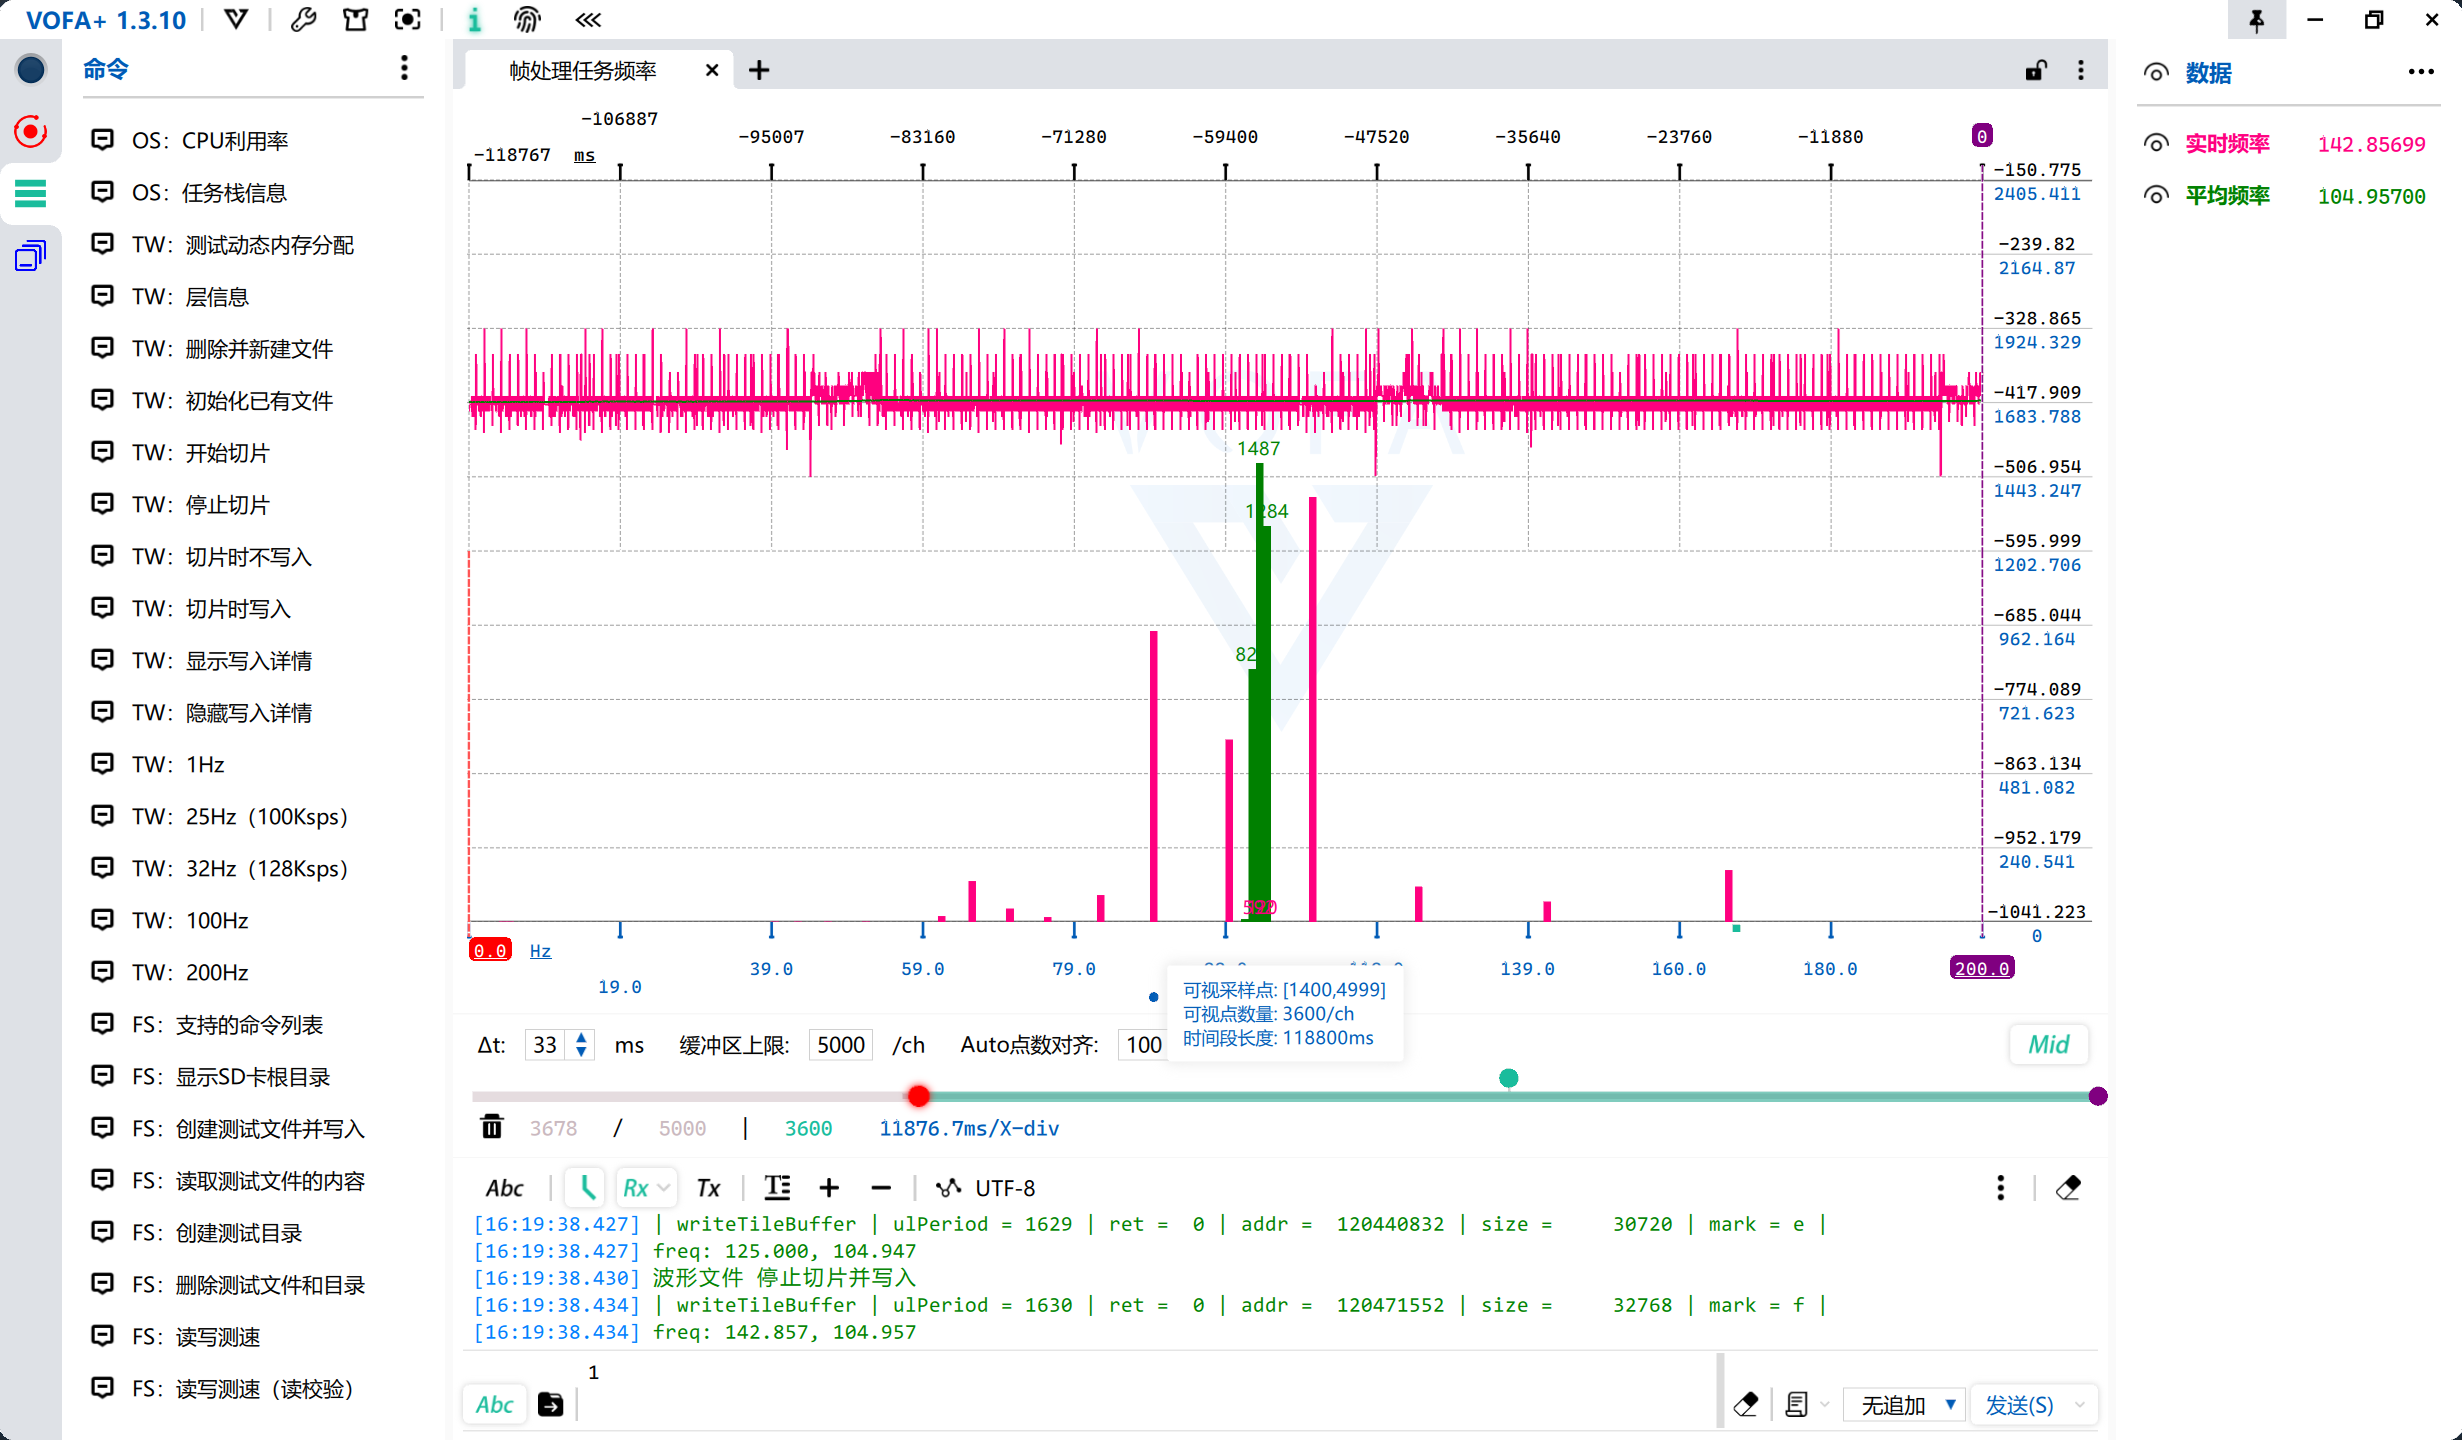 VOFA+ 1.3.10
命令
OS: CPU利用率
OS: 任务栈信息
TW: 测试动态内存分配
TW: 层信息
TW: 删除并新建文件
TW: 初始化已有文件
TW: 开始切片
TW: 停止切片
TW: 切片时不写入
TW: 切片时写入
TW: 显示写入详情
TW: 隐藏写入详情
TW: 1Hz
TW: 25Hz（100Ksps）
TW: 32Hz（128Ksps）
TW: 100Hz
TW: 200Hz
FS: 支持的命令列表
FS: 显示SD卡根目录
FS: 创建测试文件并写入
FS: 读取测试文件的内容
FS: 创建测试目录
FS: 删除测试文件和目录
FS: 读写测速
FS: 读写测速（读校验）
帧处理任务频率
-118767 ms -106887 -95007 -83160 -71280 -59400 -47520 -35640 -23760 -11880 0
-150.775
2405.411
-239.82
2164.87
-328.865
1924.329
-417.909
1683.788
-506.954
1443.247
-595.999
1202.706
-685.044
962.164
-774.089
721.623
-863.134
481.082
-952.179
240.541
-1041.223
0
1487
1284
82
0.0 Hz 19.0 39.0 59.0 79.0 139.0 160.0 180.0 200.0
可视采样点: [1400,4999]
可视点数量: 3600/ch
时间段长度: 118800ms
Δt: 33 ms 缓冲区上限: 5000 /ch Auto点数对齐: 100 Mid
3678 / 5000 | 3600 11876.7ms/X-div
Abc | Rx Tx | T | UTF-8
[16:19:38.427] | writeTileBuffer | ulPeriod = 1629 | ret =  0 | addr =  120440832 | size =     30720 | mark = e |
[16:19:38.427] freq: 125.000, 104.947
[16:19:38.430] 波形文件 停止切片并写入
[16:19:38.434] | writeTileBuffer | ulPeriod = 1630 | ret =  0 | addr =  120471552 | size =     32768 | mark = f |
[16:19:38.434] freq: 142.857, 104.957
1
Abc 无追加 发送(S)
数据
实时频率 142.85699
平均频率 104.95700